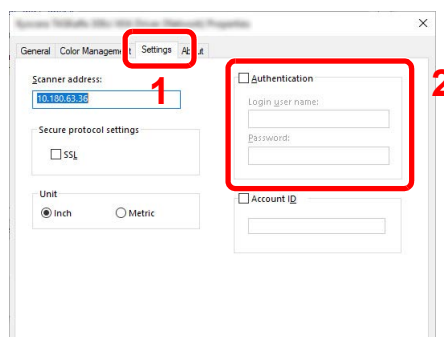 General Color Management Settings About
1
2
Scanner address:
10.180.63.36
Secure protocol settings
SSL
Unit
Inch Metric
Authentication
Login user name:
Password:
Account ID